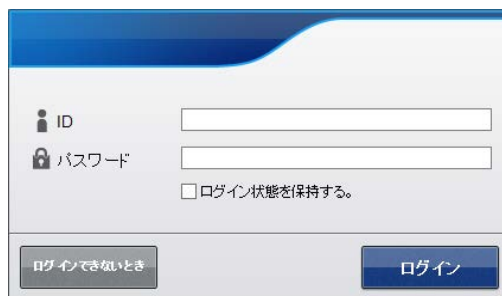 ID
パスワード
ログイン状態を保持する。
ログインできないとき
ログイン